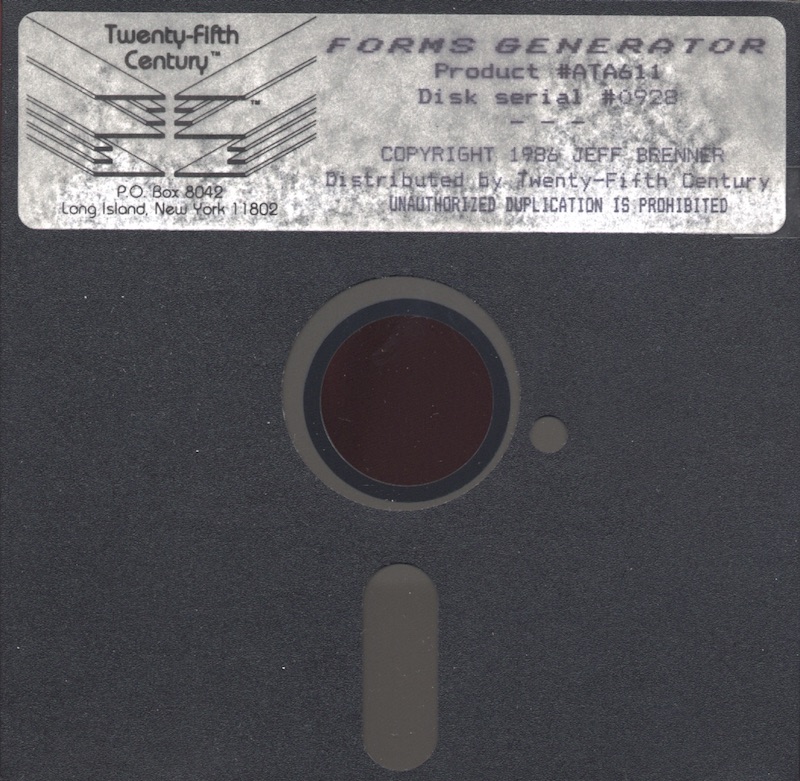 Twenty-Fifth
Century™
™
P.O. Box 8042
Long Island, New York 11802
FORMS GENERATOR
Product #ATA611
Disk serial #0928
- - -
COPYRIGHT 1986 JEFF BRENNER
Distributed by Twenty-Fifth Century
UNAUTHORIZED DUPLICATION IS PROHIBITED